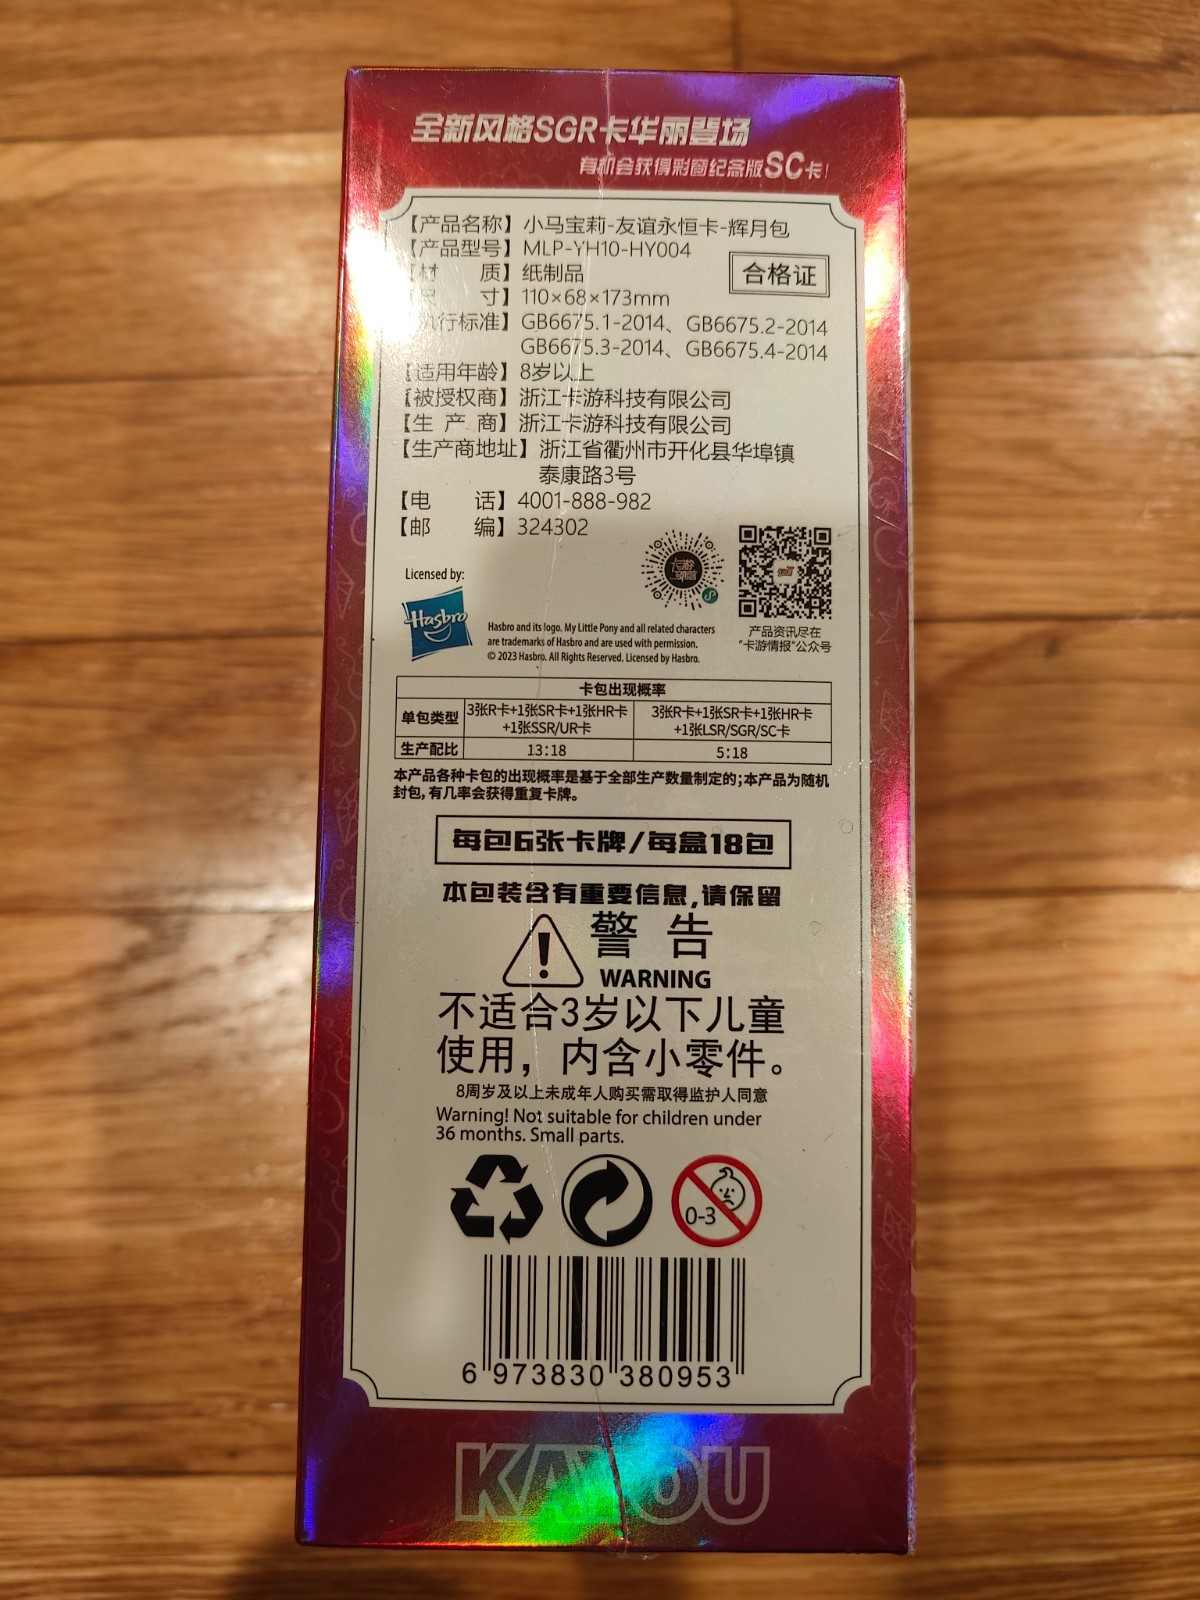 全新风格SGR卡华丽登场
有机会获得彩窗纪念版SC卡!
【产品名称】小马宝莉-友谊永恒卡-辉月包
【产品型号】MLP-YH10-HY004
【材 质】纸制品
合格证
【尺 寸】110×68×173mm
【执行标准】GB6675.1-2014、GB6675.2-2014
GB6675.3-2014、GB6675.4-2014
【适用年龄】8岁以上
【被授权商】浙江卡游科技有限公司
【生 产 商】浙江卡游科技有限公司
【生产商地址】浙江省衢州市开化县华埠镇
泰康路3号
【电 话】4001-888-982
【邮 编】324302
Licensed by:
Hasbro
Hasbro and its logo. My Little Pony and all related characters
are trademarks of Hasbro and are used with permission.
© 2023 Hasbro. All Rights Reserved. Licensed by Hasbro.
产品资讯尽在
"卡游情报"公众号
卡包出现概率
单包类型 3张R卡+1张SR卡+1张HR卡 3张R卡+1张SR卡+1张HR卡
+1张SSR/UR卡 +1张LSR/SGR/SC卡
生产配比 13:18 5:18
本产品各种卡包的出现概率是基于全部生产数量制定的;本产品为随机
封包,有几率会获得重复卡牌。
每包6张卡牌/每盒18包
本包装含有重要信息,请保留
警 告
WARNING
不适合3岁以下儿童
使用，内含小零件。
8周岁及以上未成年人购买需取得监护人同意
Warning! Not suitable for children under
36 months. Small parts.
0-3
6 973830 380953
KAYOU